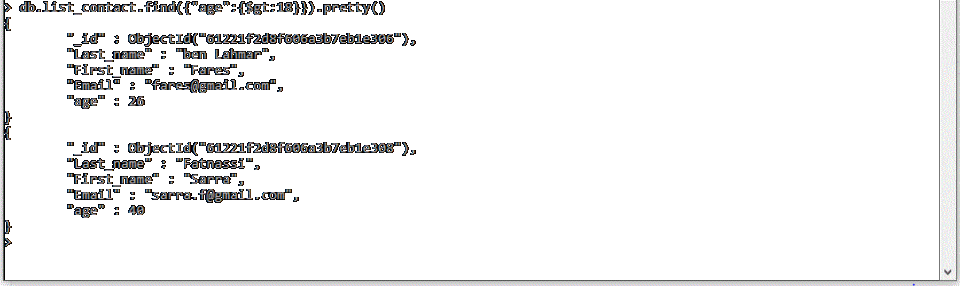 > db.list_contact.find({"age":{$gt:18}}).pretty()
{
"_id" : ObjectId("61221f2d8f606a3b7eb1e306"),
"Last_name" : "ben Lahmar",
"First_name" : "Fares",
"Email" : "fares@gmail.com",
"age" : 26
}
{
"_id" : ObjectId("61221f2d8f606a3b7eb1e308"),
"Last_name" : "Fatnassi",
"First_name" : "Sarra",
"Email" : "sarra.f@gmail.com",
"age" : 40
}
>